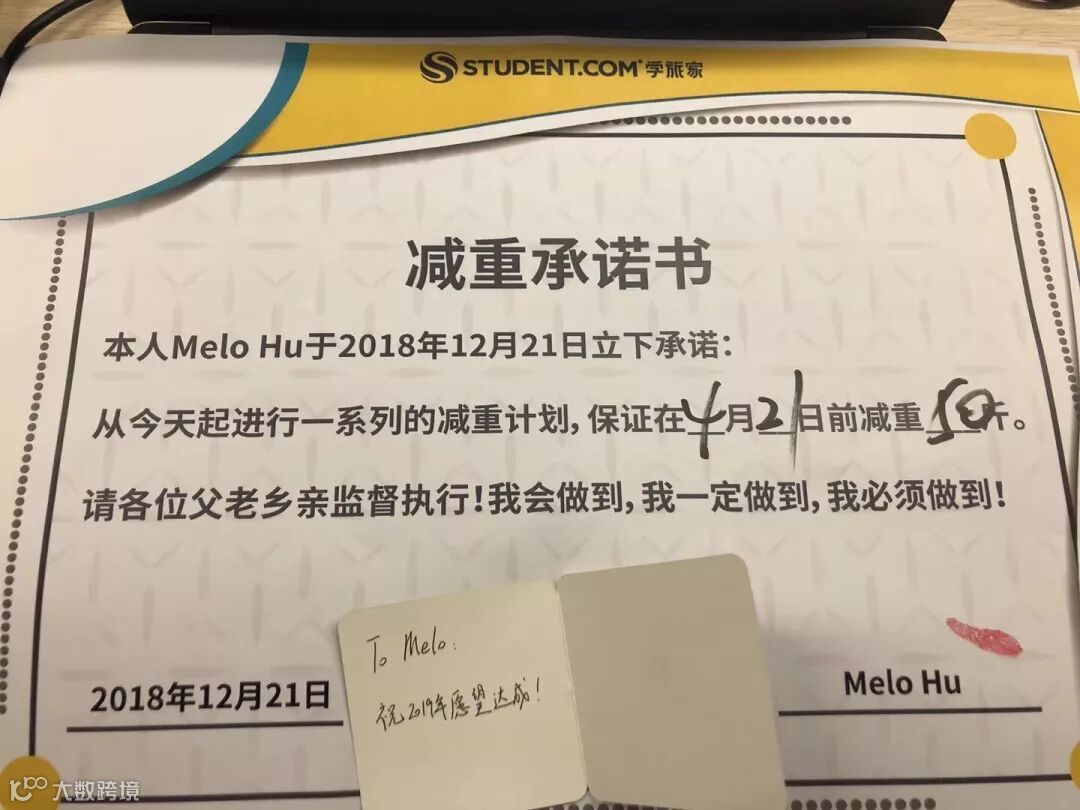 STUDENT.COM 学旅家
减重承诺书
本人Melo Hu于2018年12月21日立下承诺：
从今天起进行一系列的减重计划，保证在4月21日前减重50斤。
请各位父老乡亲监督执行！我会做到，我一定做到，我必须做到！
To Melo:
祝2019年愿望达成！
2018年12月21日
Melo Hu
大数跨境